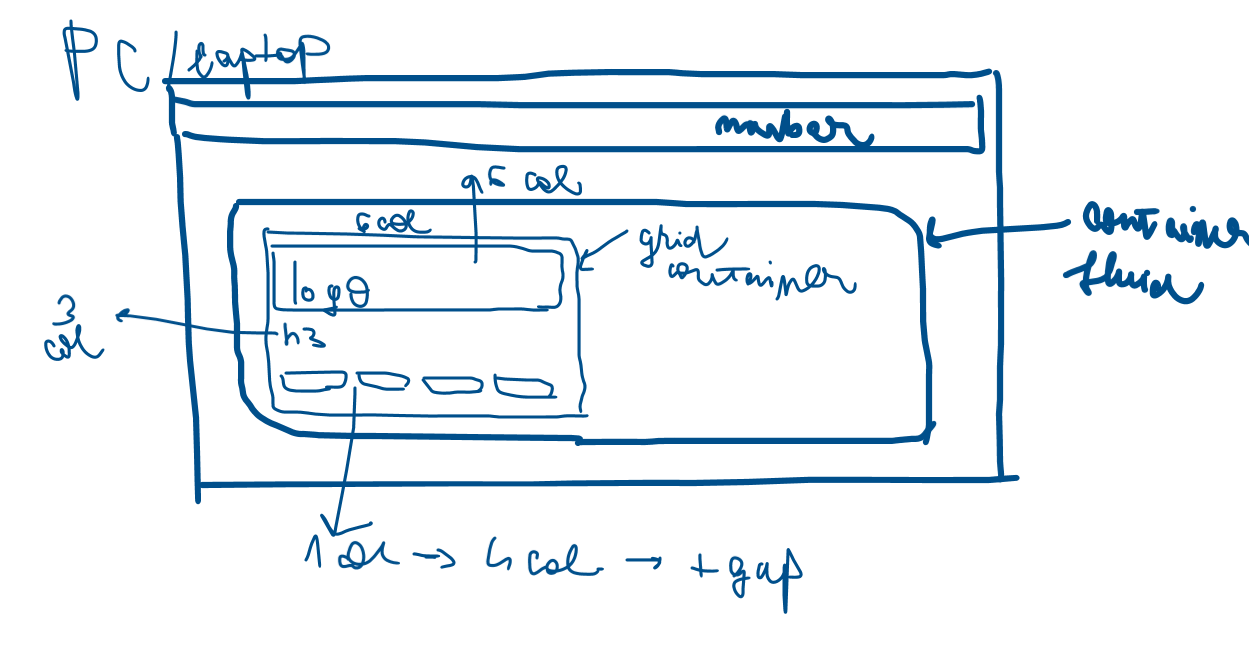 PC/laptop
navbar
5 col
6 col
grid
container
container
fluid
logo
3
col
h3
1 col → 4 col → + gap